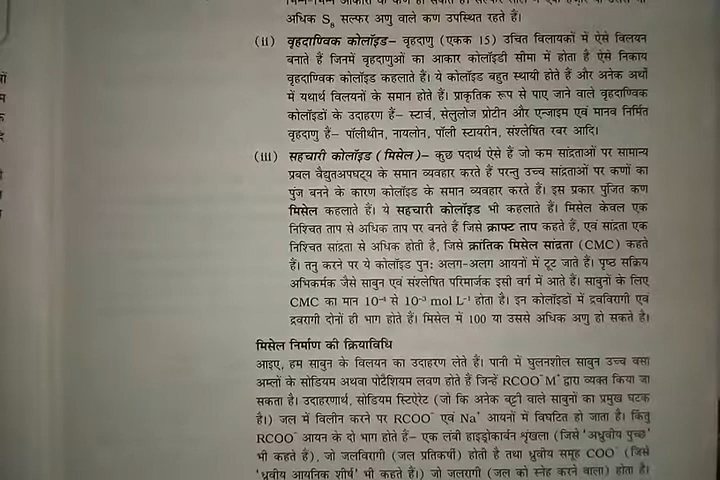 अधिक S₈ सल्फर अणु वाले कण उपस्थित रहते हैं।
(ii) वृहदाण्विक कोलॉइड– वृहदाणु (एकक 15) उचित विलायकों में ऐसे विलयन
बनाते हैं जिनमें वृहदाणुओं का आकार कोलॉइडी सीमा में होता है ऐसे निकाय
वृहदाण्विक कोलॉइड कहलाते हैं। ये कोलॉइड बहुत स्थायी होते हैं और अनेक अर्थों
में यथार्थ विलयनों के समान होते हैं। प्राकृतिक रूप से पाए जाने वाले वृहदाण्विक
कोलॉइडों के उदाहरण हैं– स्टार्च, सेलुलोज प्रोटीन और एन्जाइम एवं मानव निर्मित
वृहदाणु हैं– पॉलीथीन, नायलोन, पॉली स्टायरीन, संश्लेषित रबर आदि।
(iii) सहचारी कोलॉइड (मिसेल)– कुछ पदार्थ ऐसे हैं जो कम सांद्रताओं पर सामान्य
प्रबल वैद्युतअपघट्य के समान व्यवहार करते हैं परन्तु उच्च सांद्रताओं पर कणों का
पुंज बनने के कारण कोलॉइड के समान व्यवहार करते हैं। इस प्रकार पुंजित कण
मिसेल कहलाते हैं। ये सहचारी कोलॉइड भी कहलाते हैं। मिसेल केवल एक
निश्चित ताप से अधिक ताप पर बनते हैं जिसे क्राफ्ट ताप कहते हैं, एवं सांद्रता एक
निश्चित सांद्रता से अधिक होती है, जिसे क्रांतिक मिसेल सांद्रता (CMC) कहते
हैं। तनु करने पर ये कोलॉइड पुन: अलग-अलग आयनों में टूट जाते हैं। पृष्ठ सक्रिय
अभिकर्मक जैसे साबुन एवं संश्लेषित परिमार्जक इसी वर्ग में आते हैं। साबुनों के लिए
CMC का मान 10⁻⁴ से 10⁻³ mol L⁻¹ होता है। इन कोलॉइडों में द्रवविरागी एवं
द्रवरागी दोनों ही भाग होते हैं। मिसेल में 100 या उससे अधिक अणु हो सकते है।
मिसेल निर्माण की क्रियाविधि
आइए, हम साबुन के विलयन का उदाहरण लेते हैं। पानी में घुलनशील साबुन उच्च वसा
अम्लों के सोडियम अथवा पोटैशियम लवण होते हैं जिन्हें RCOO⁻M⁺ द्वारा व्यक्त किया जा
सकता है। उदाहरणार्थ, सोडियम स्टिऐरेट (जो कि अनेक बट्टी वाले साबुनों का प्रमुख घटक
है।) जल में विलीन करने पर RCOO⁻ एवं Na⁺ आयनों में विघटित हो जाता है। किंतु
RCOO⁻ आयन के दो भाग होते हैं– एक लंबी हाइड्रोकार्बन शृंखला (जिसे 'अध्रुवीय पुच्छ'
भी कहते हैं), जो जलविरागी (जल प्रतिकर्षी) होती है तथा ध्रुवीय समूह COO⁻ (जिसे
'ध्रुवीय आयनिक शीर्ष' भी कहते हैं।) जो जलरागी (जल को स्नेह करने वाला) होता है।